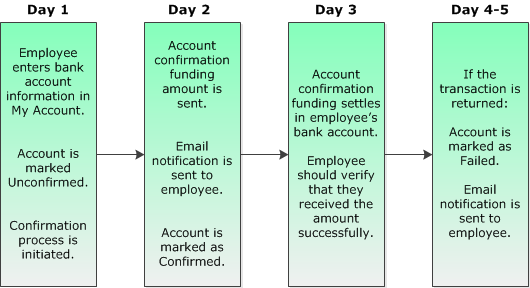 Day 1
Employee
enters bank
account
information in
My Account.
Account is
marked
Unconfirmed.
Confirmation
process is
initiated.
Day 2
Account
confirmation
funding
amount is
sent.
Email
notification is
sent to
employee.
Account is
marked as
Confirmed.
Day 3
Account
confirmation
funding settles
in employee's
bank account.
Employee
should verify
that they
received the
amount
successfully.
Day 4-5
If the
transaction is
returned:
Account is
marked as
Failed.
Email
notification is
sent to
employee.